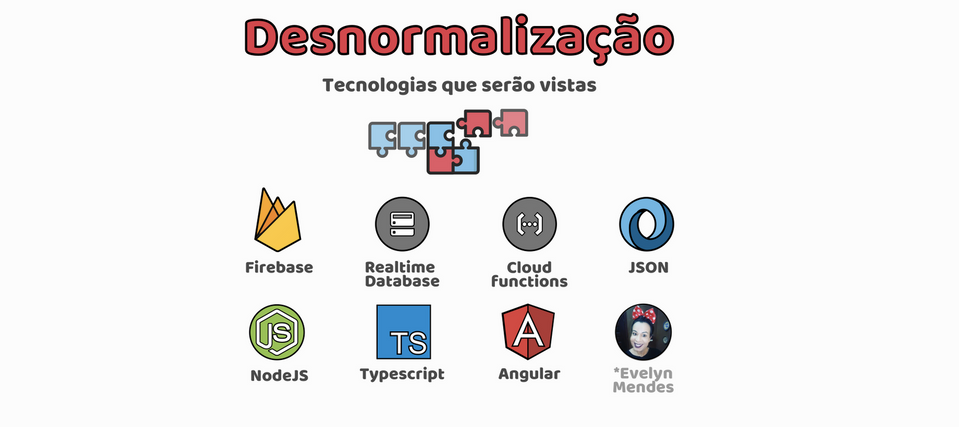 Desnormalização
Tecnologias que serão vistas
Firebase
Realtime
Database
Cloud
functions
JSON
JS
TS
A
NodeJS
Typescript
Angular
*Evelyn
Mendes